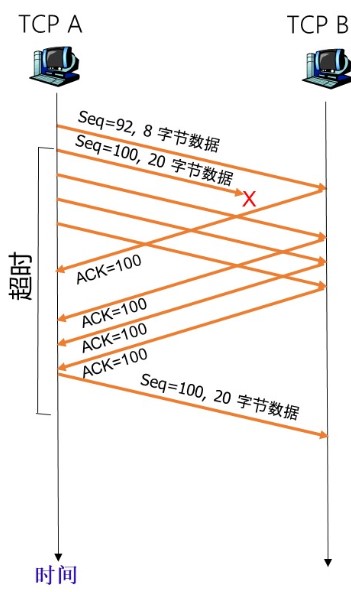 TCP A
TCP B
Seq=92, 8 字节数据
Seq=100, 20 字节数据
X
超时
ACK=100
ACK=100
ACK=100
ACK=100
Seq=100, 20 字节数据
时间